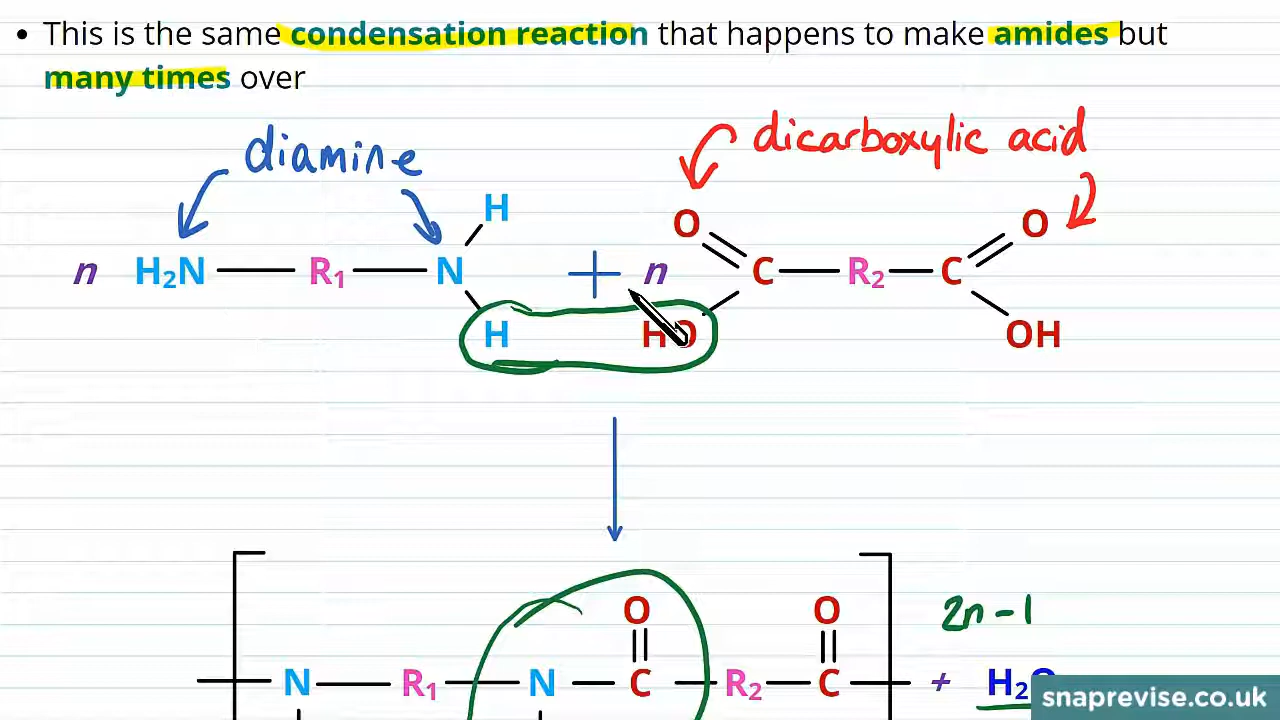 • This is the same condensation reaction that happens to make amides but
many times over
diamine
dicarboxylic acid
H
O
O
n H₂N R₁ N + n C R₂ C
H
HO
OH
O
O
2n - 1
N R₁ N C R₂ C + H₂O
snaprevise.co.uk